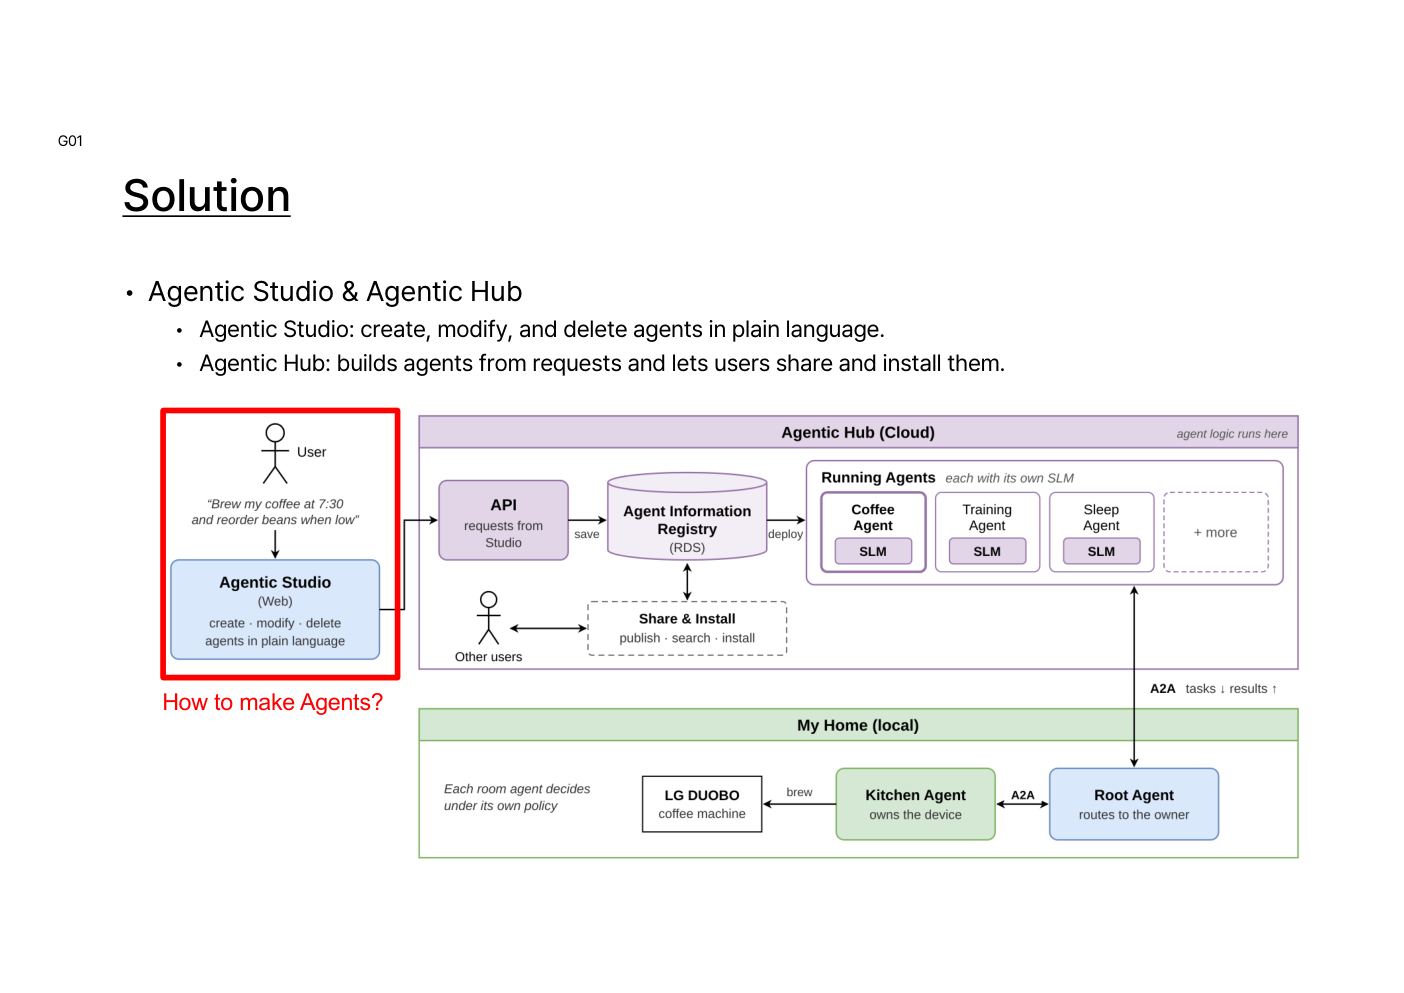 G01
Solution
• Agentic Studio & Agentic Hub
• Agentic Studio: create, modify, and delete agents in plain language.
• Agentic Hub: builds agents from requests and lets users share and install them.
User
“Brew my coffee at 7:30
and reorder beans when low”
Agentic Studio
(Web)
create · modify · delete
agents in plain language
How to make Agents?
Agentic Hub (Cloud)
agent logic runs here
API
requests from
Studio
save
Agent Information
Registry
(RDS)
deploy
Running Agents each with its own SLM
Coffee
Agent
SLM
Training
Agent
SLM
Sleep
Agent
SLM
+ more
Other users
Share & Install
publish · search · install
A2A tasks ↓ results ↑
My Home (local)
Each room agent decides
under its own policy
LG DUOBO
coffee machine
brew
Kitchen Agent
owns the device
A2A
Root Agent
routes to the owner